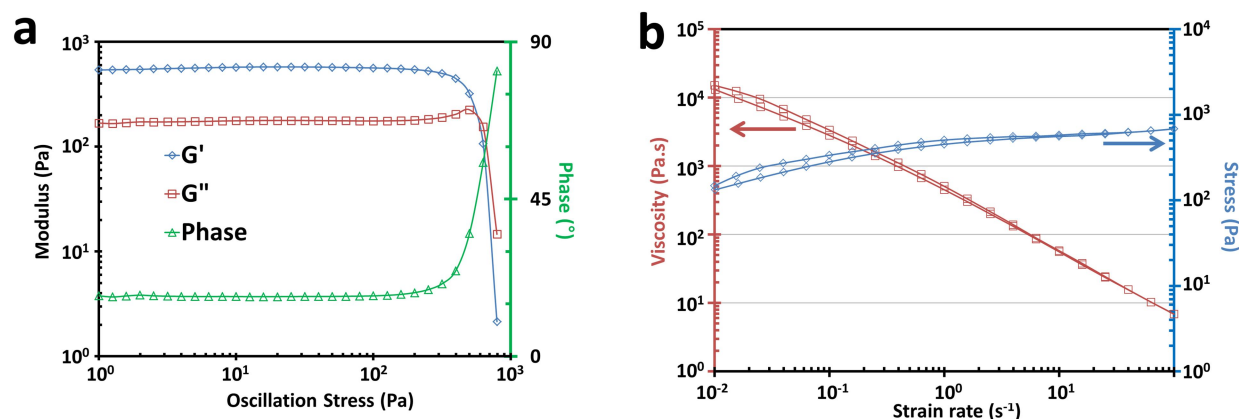 a
10³
10²
10¹
10⁰
Modulus (Pa)
G'
G"
Phase
90
45
0
Phase (°)
10⁰ 10¹ 10² 10³
Oscillation Stress (Pa)
b
10⁵
10⁴
10³
10²
10¹
10⁰
Viscosity (Pa.s)
10⁴
10³
10²
10¹
10⁰
Stress (Pa)
10⁻² 10⁻¹ 10⁰ 10¹
Strain rate (s⁻¹)